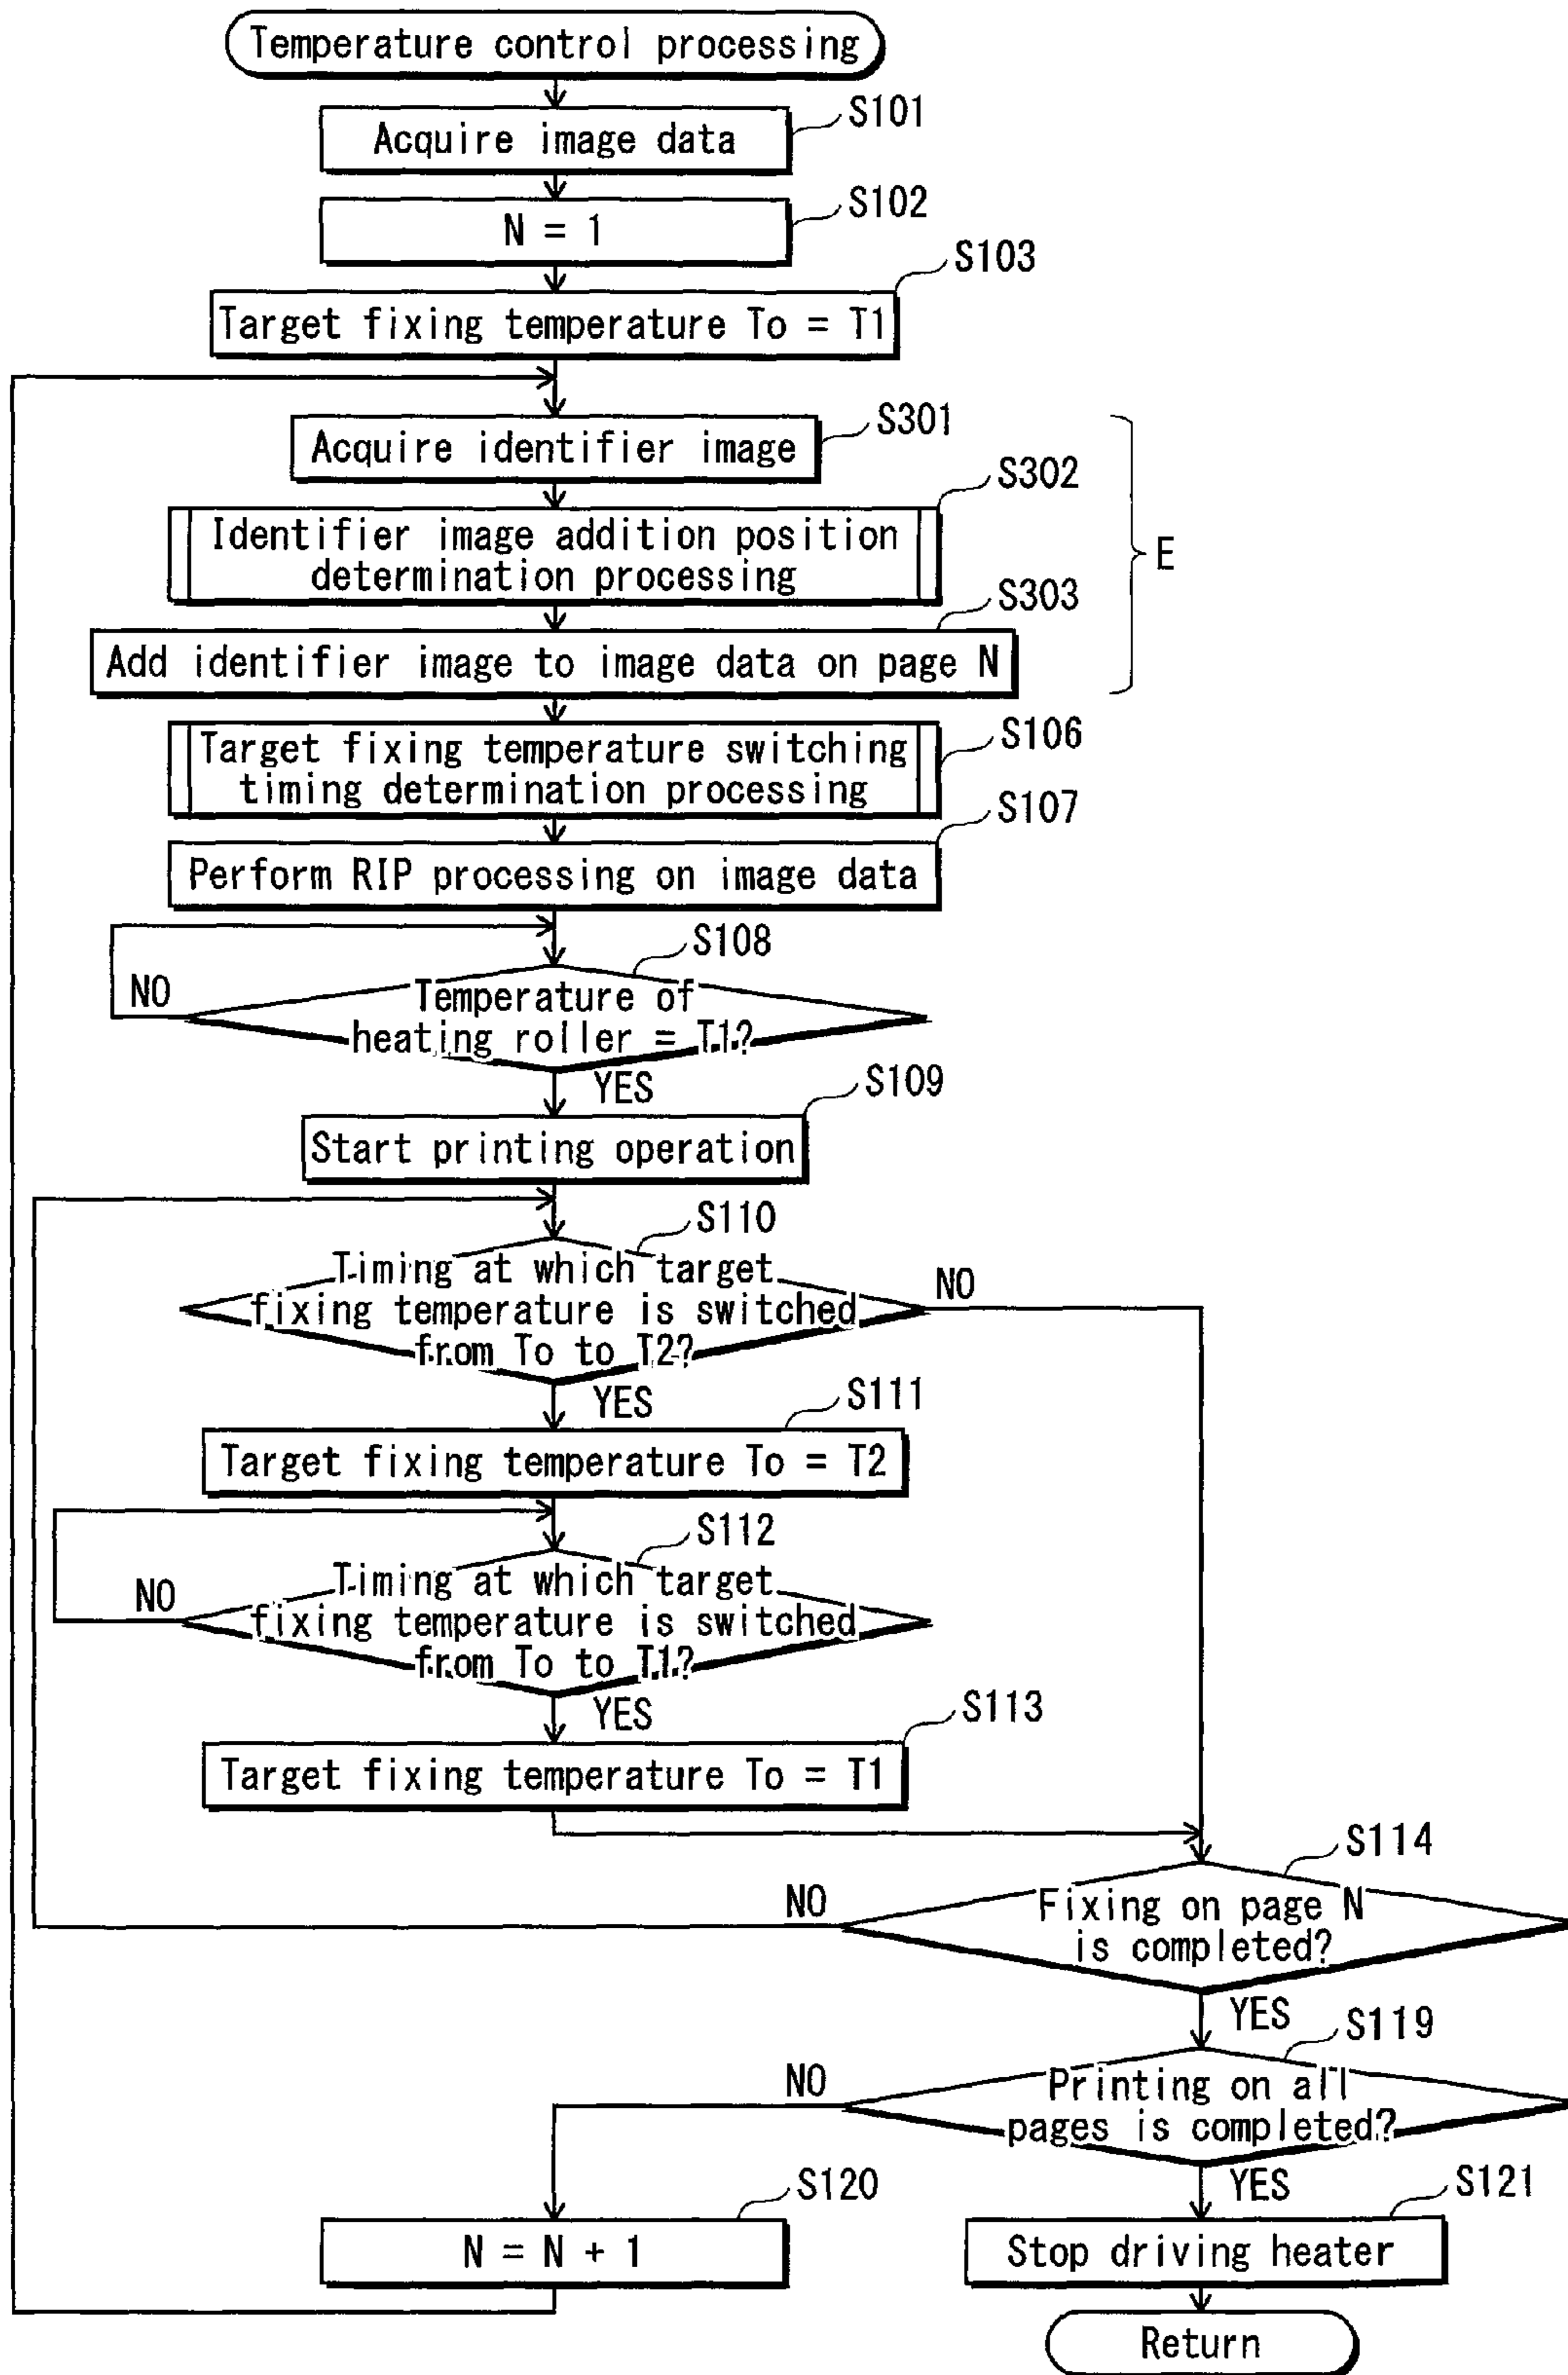 Temperature control processing
S101
Acquire image data
S102
N = 1
S103
Target fixing temperature To = T1
S301
Acquire identifier image
S302
Identifier image addition position
determination processing
E
S303
Add identifier image to image data on page N
S106
Target fixing temperature switching
timing determination processing
S107
Perform RIP processing on image data
S108
NO
Temperature of
heating roller = T1?
YES
S109
Start printing operation
S110
Timing at which target
fixing temperature is switched
from To to T2?
NO
YES
S111
Target fixing temperature To = T2
S112
NO
Timing at which target
fixing temperature is switched
from To to T1?
YES
S113
Target fixing temperature To = T1
S114
NO
Fixing on page N
is completed?
YES
S119
NO
Printing on all
pages is completed?
YES
S120
N = N + 1
S121
Stop driving heater
Return